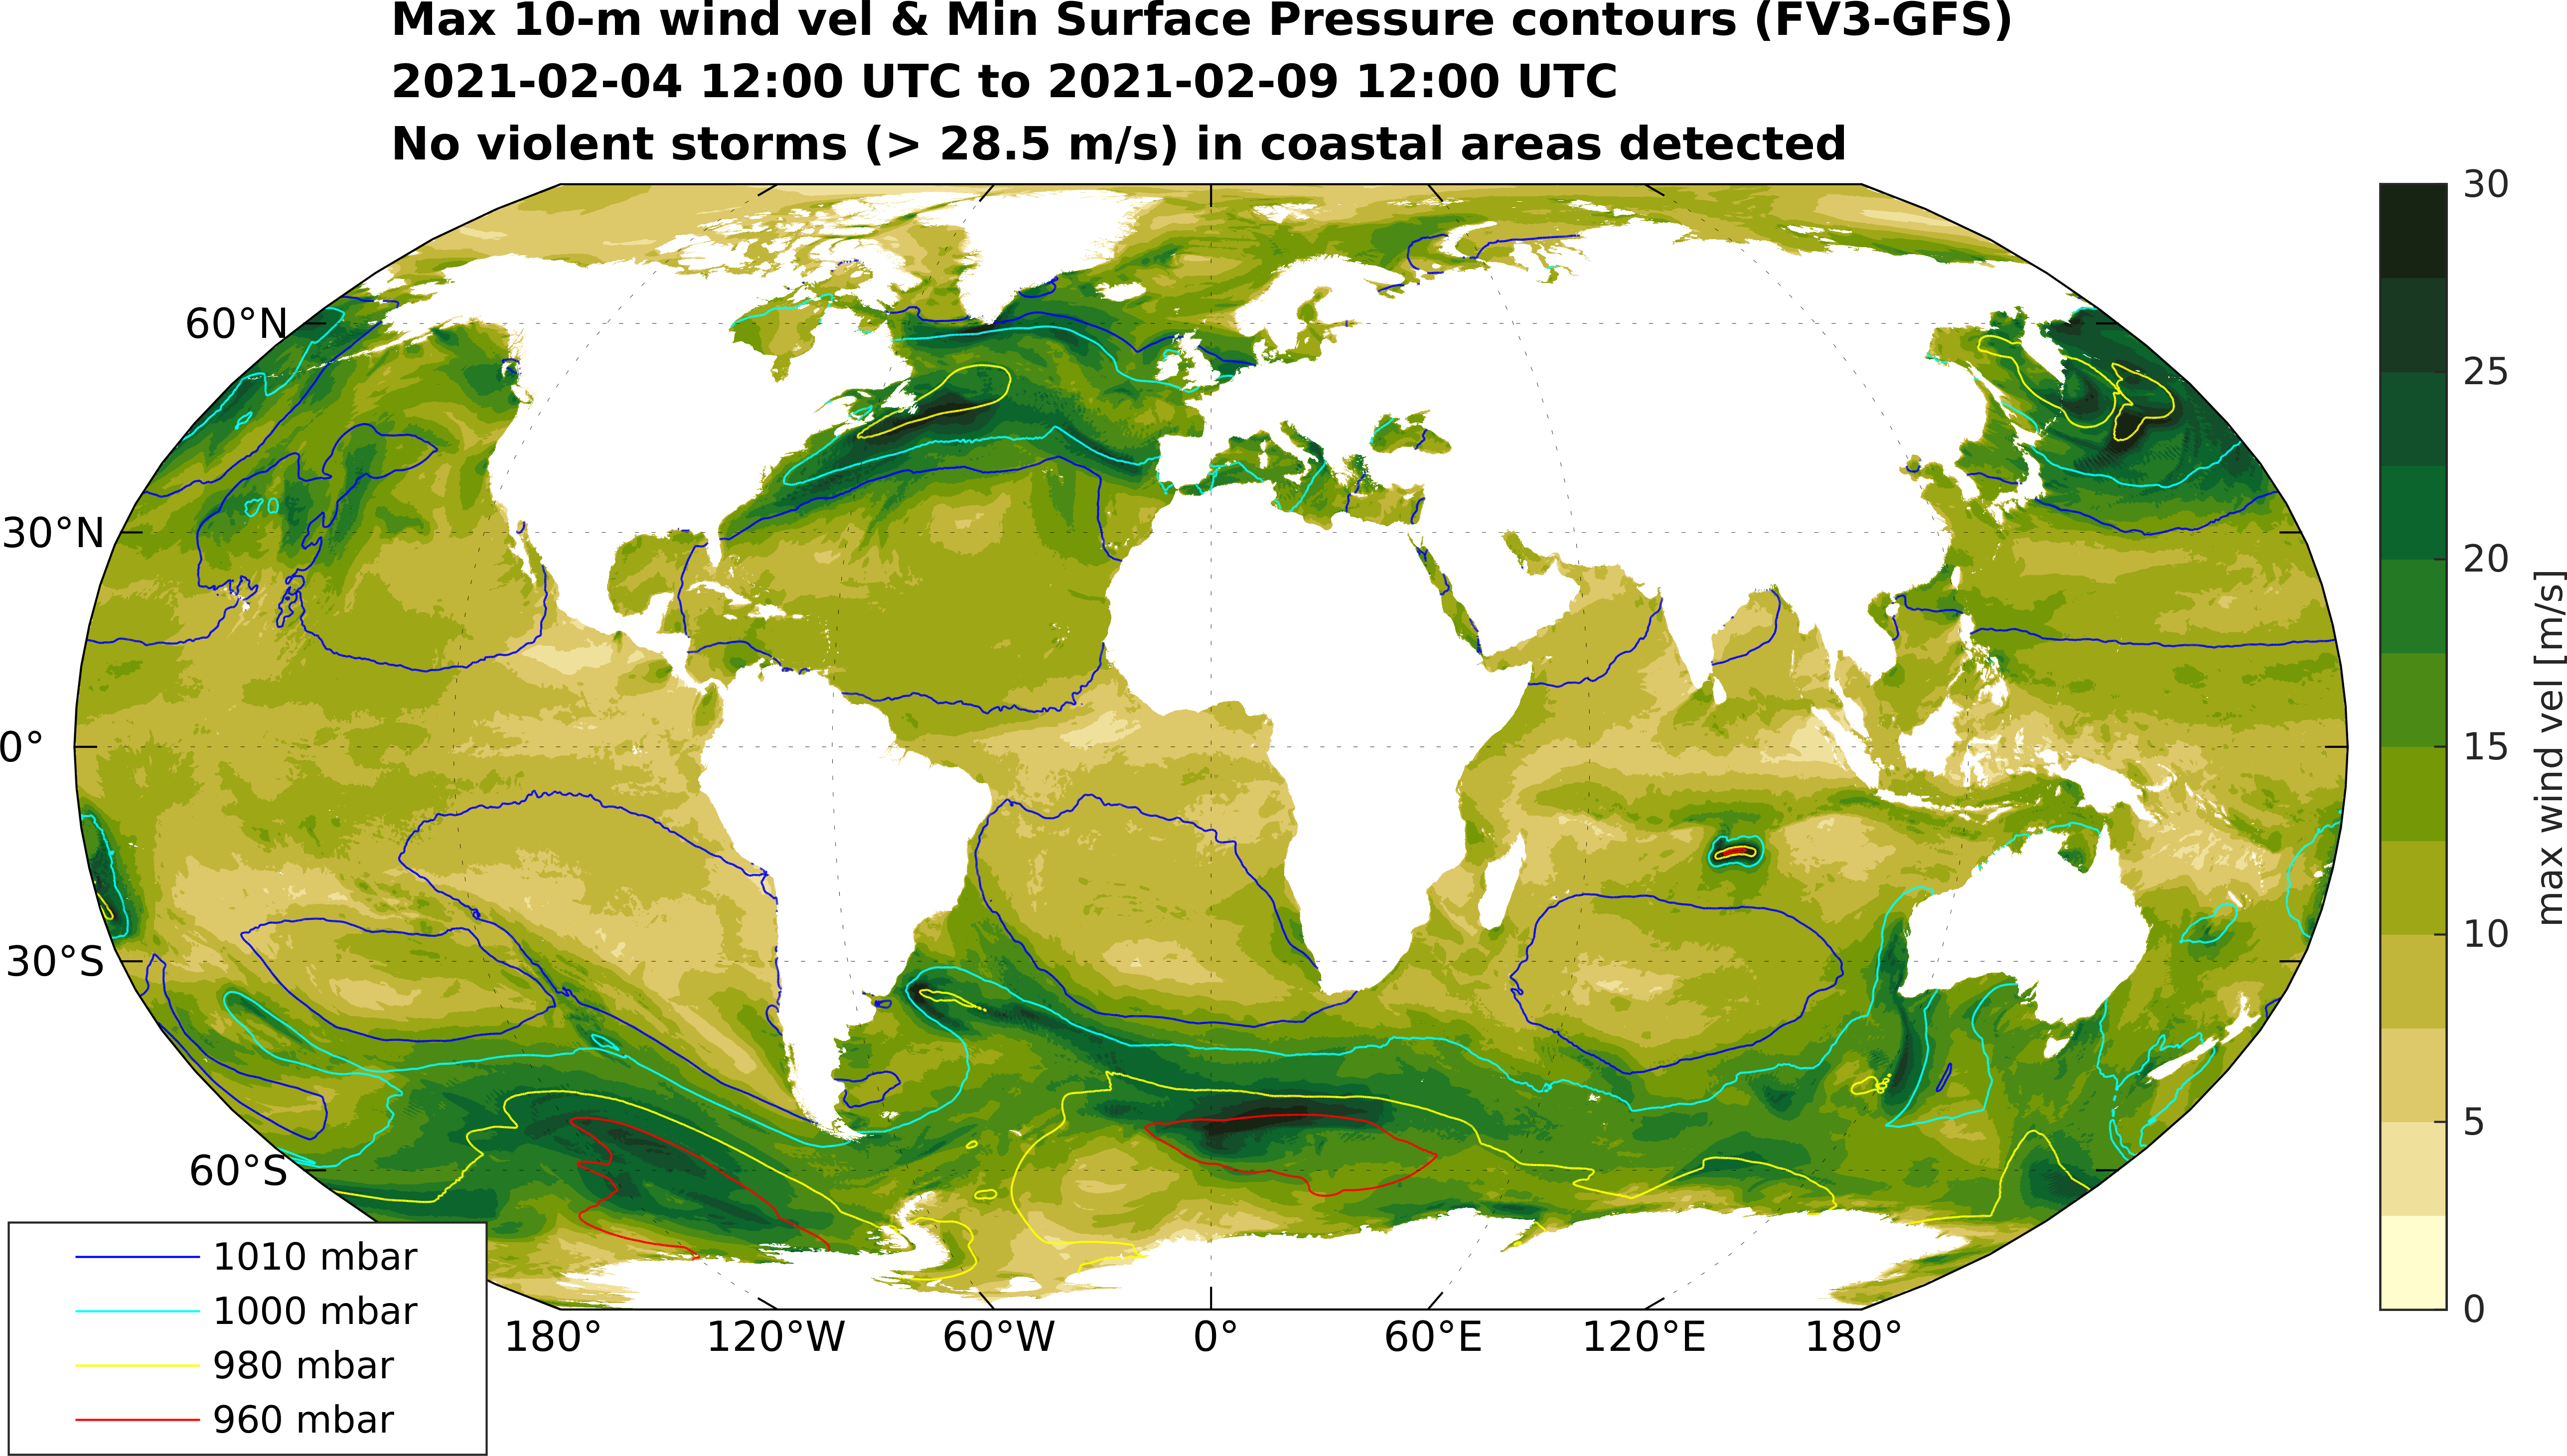 Max 10-m wind vel & Min Surface Pressure contours (FV3-GFS)
2021-02-04 12:00 UTC to 2021-02-09 12:00 UTC
No violent storms (> 28.5 m/s) in coastal areas detected
60°N
30°N
0°
30°S
60°S
180°
120°W
60°W
0°
60°E
120°E
180°
1010 mbar
1000 mbar
980 mbar
960 mbar
30
25
20
15
10
5
0
max wind vel [m/s]